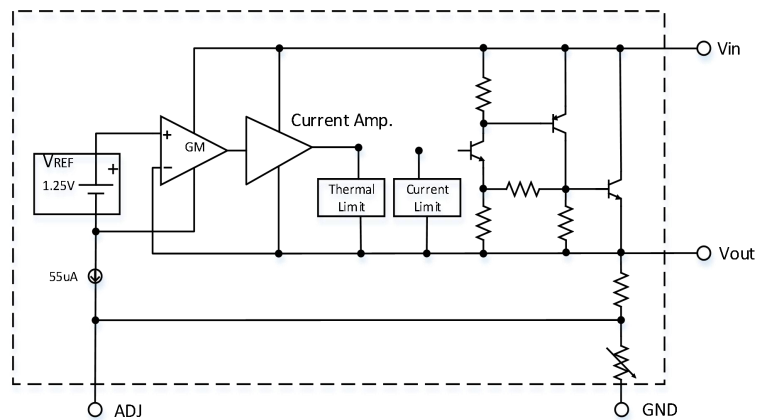 Vin
Current Amp.
+
GM
−
VREF
+
1.25V
Thermal
Limit
Current
Limit
55uA
Vout
ADJ
GND